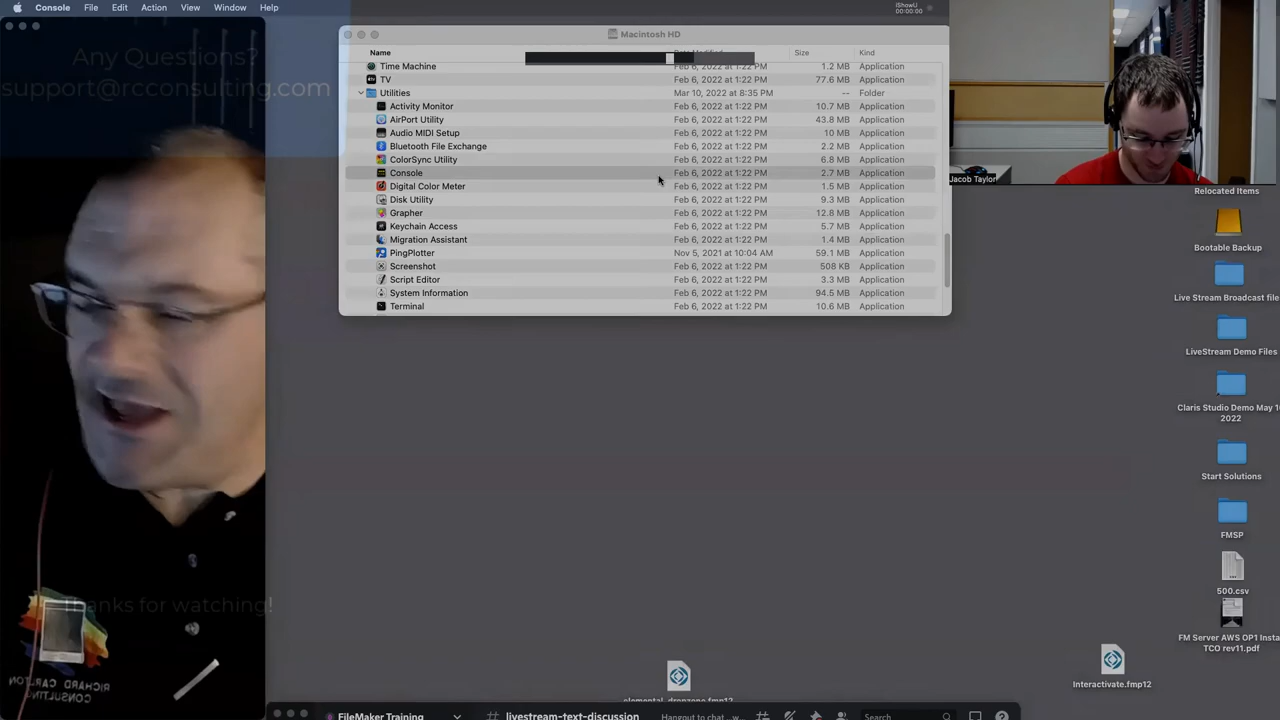 Console File Edit Action View Window Help
iShowU
00:00:00
Any Questions?
support@rcconsulting.com
Macintosh HD
Name Date Modified Size Kind
Time Machine Feb 6, 2022 at 1:22 PM 1.2 MB Application
TV Feb 6, 2022 at 1:22 PM 77.6 MB Application
Utilities Mar 10, 2022 at 8:35 PM -- Folder
Activity Monitor Feb 6, 2022 at 1:22 PM 10.7 MB Application
AirPort Utility Feb 6, 2022 at 1:22 PM 43.8 MB Application
Audio MIDI Setup Feb 6, 2022 at 1:22 PM 10 MB Application
Bluetooth File Exchange Feb 6, 2022 at 1:22 PM 2.2 MB Application
ColorSync Utility Feb 6, 2022 at 1:22 PM 6.8 MB Application
Console Feb 6, 2022 at 1:22 PM 2.7 MB Application
Digital Color Meter Feb 6, 2022 at 1:22 PM 1.5 MB Application
Disk Utility Feb 6, 2022 at 1:22 PM 9.3 MB Application
Grapher Feb 6, 2022 at 1:22 PM 12.8 MB Application
Keychain Access Feb 6, 2022 at 1:22 PM 5.7 MB Application
Migration Assistant Feb 6, 2022 at 1:22 PM 1.4 MB Application
PingPlotter Nov 5, 2021 at 10:04 AM 59.1 MB Application
Screenshot Feb 6, 2022 at 1:22 PM 508 KB Application
Script Editor Feb 6, 2022 at 1:22 PM 3.3 MB Application
System Information Feb 6, 2022 at 1:22 PM 94.5 MB Application
Terminal Feb 6, 2022 at 1:22 PM 10.6 MB Application
Jacob Taylor
Relocated Items
Bootable Backup
Live Stream Broadcast file
LiveStream Demo Files
Claris Studio Demo May 1
2022
Start Solutions
FMSP
500.csv
FM Server AWS OP1 Insta
TCO rev11.pdf
Interactivate.fmp12
elemental_dropzone.fmp12
Thanks for watching!
RICHARD CARLTON
CONSULTING
FileMaker Training # livestream-text-discussion Hangout to chat ...w... Search